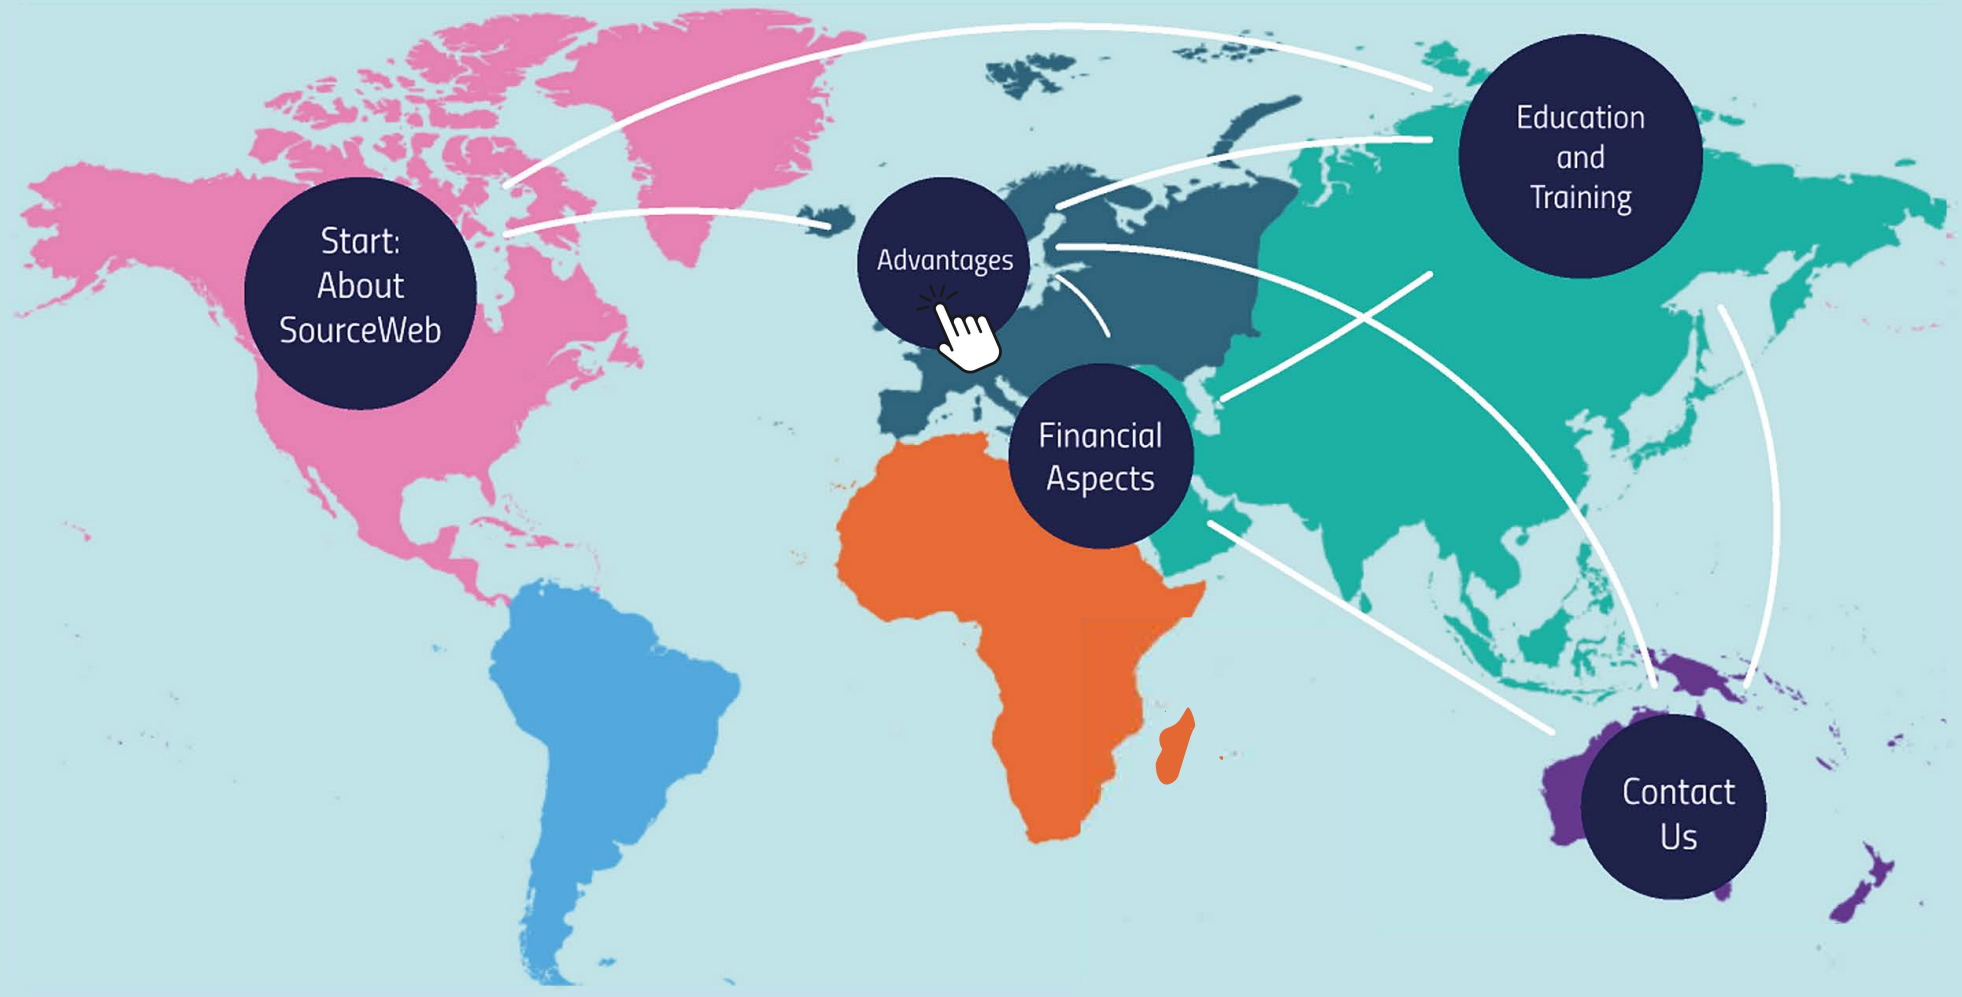 Start:
About
SourceWeb
Advantages
Education
and
Training
Financial
Aspects
Contact
Us